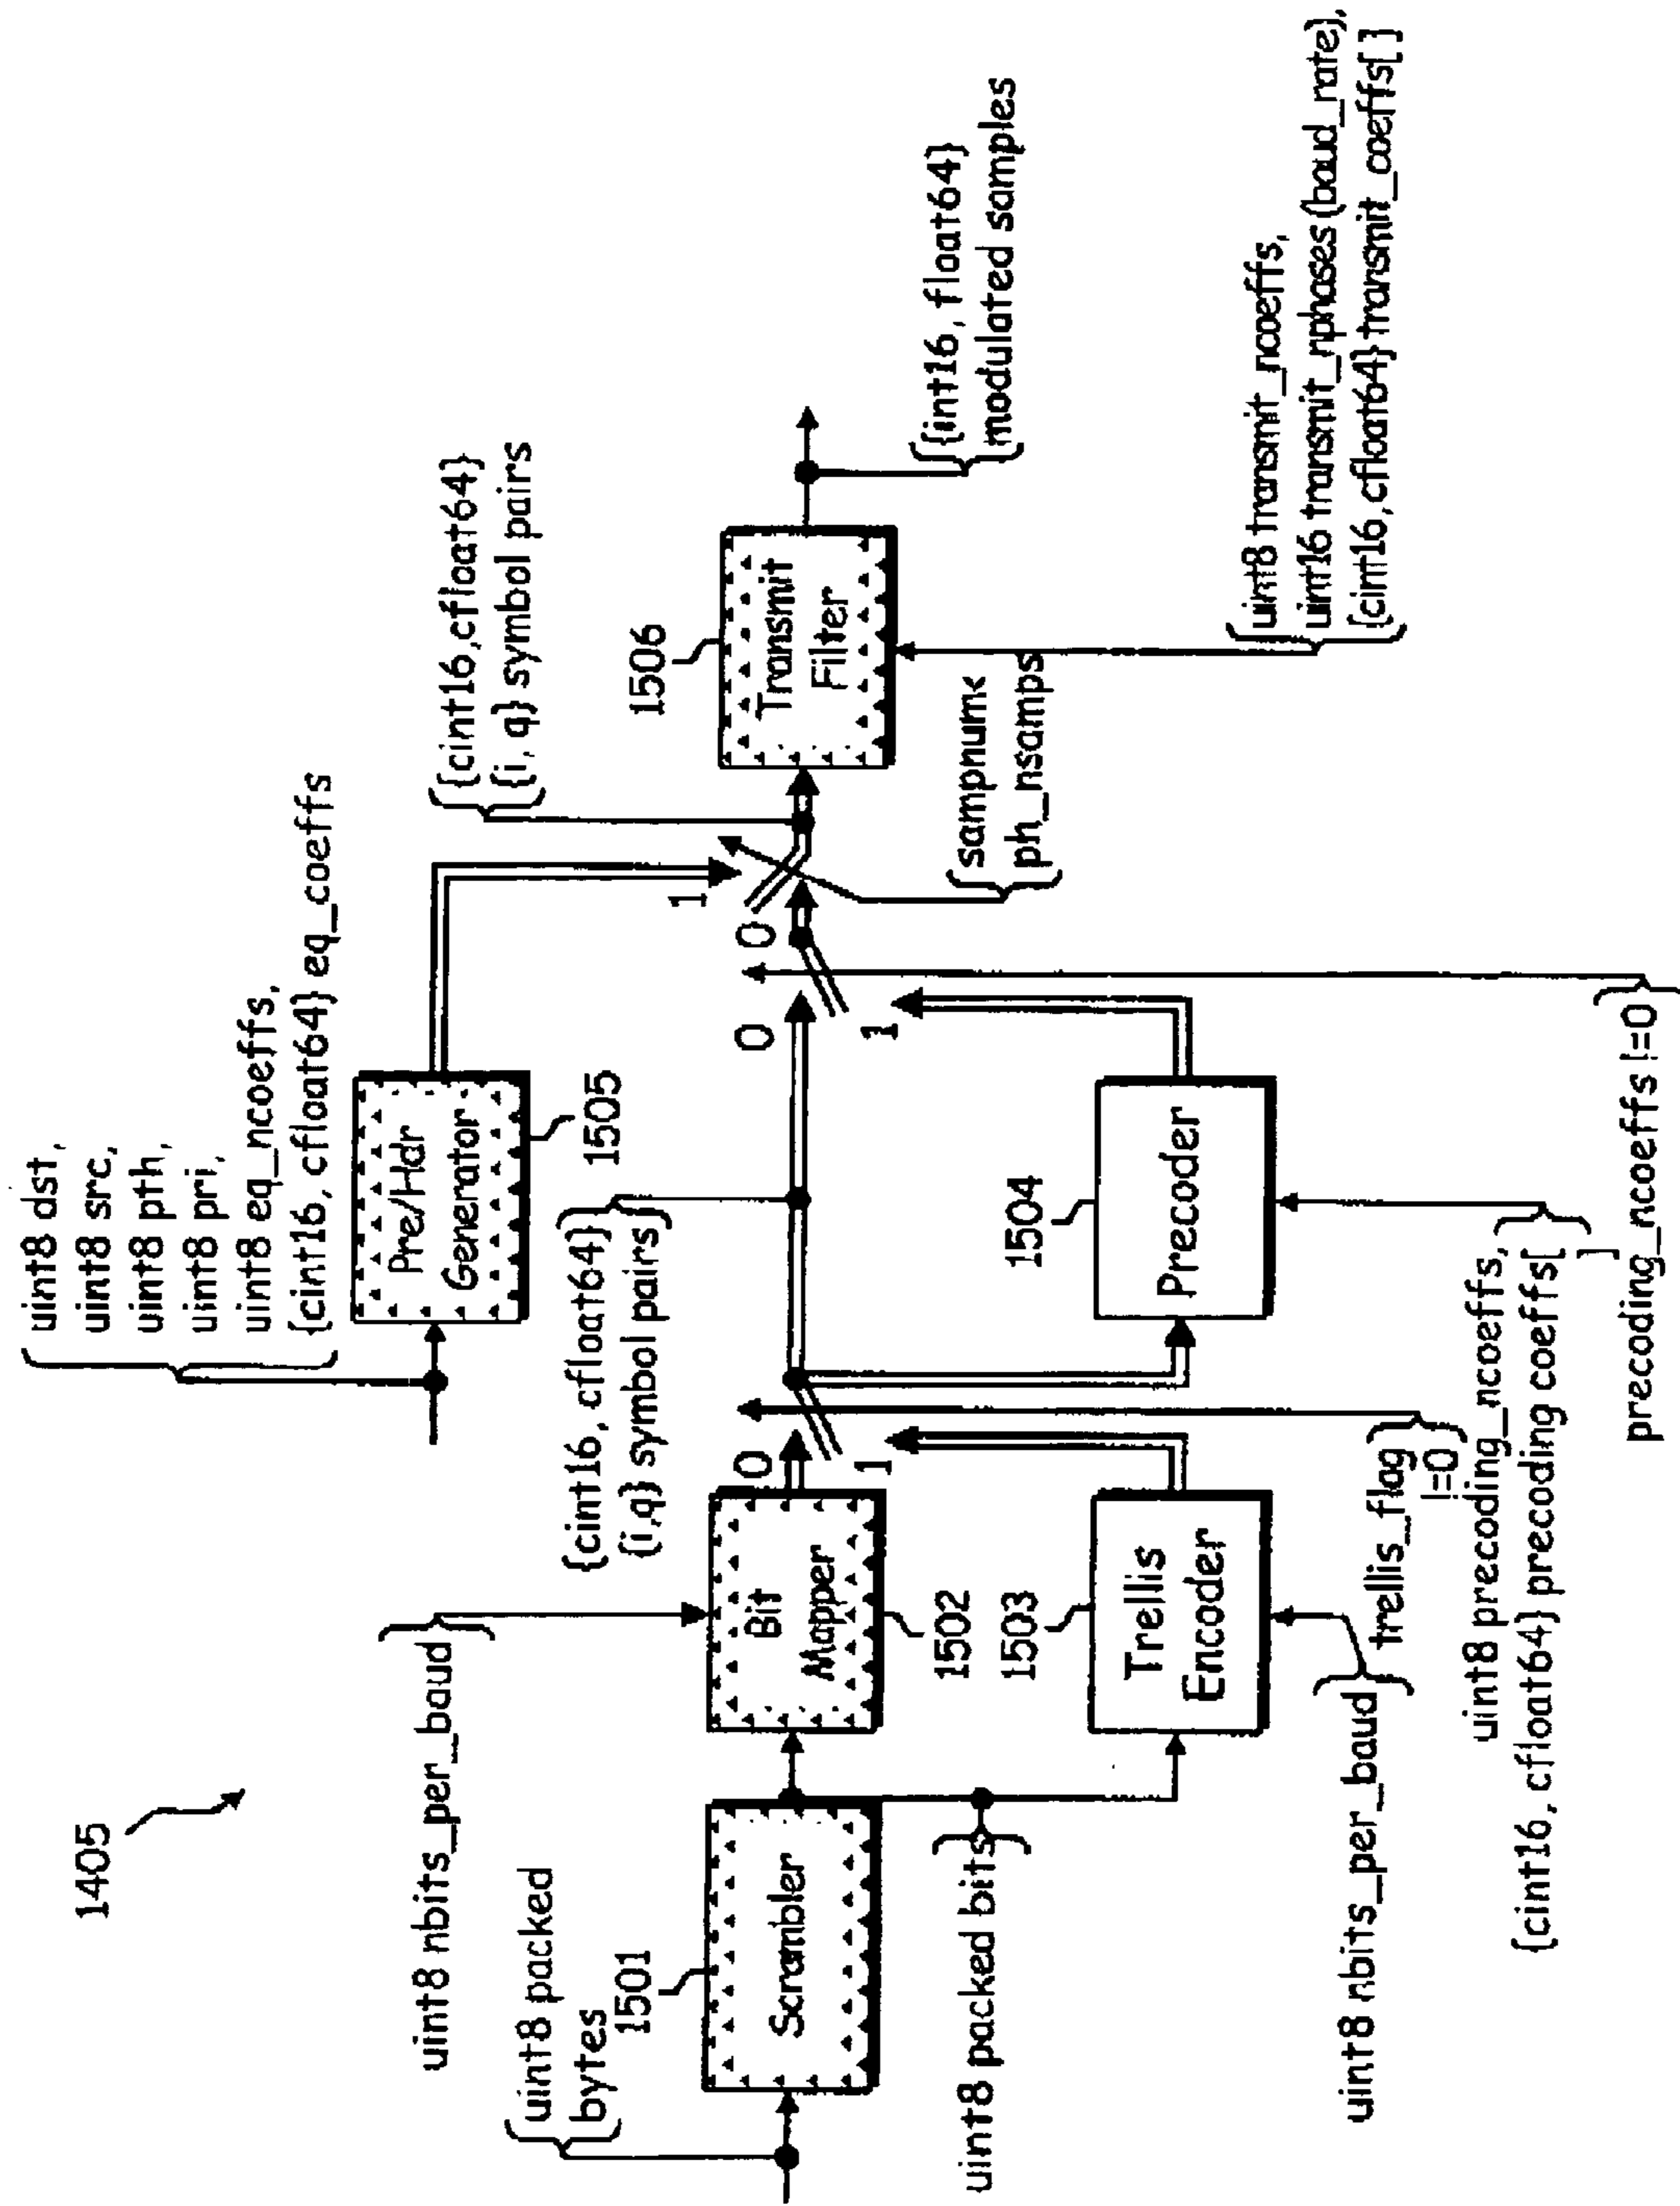 1405
uint8 dst,
uint8 src,
uint8 pth,
uint8 pri,
uint8 eq_ncoeffs,
{cint16, cfloat64} eq_coeffs
Pre/Hdr
Generator
1505
uint8 nbits_per_baud
uint8 packed
bytes
1501
Scrambler
uint8 packed bits
Bit
Mapper
1502
1503
Trellis
Encoder
uint8 nbits_per_baud
trellis_flag
!=0
0
1
{cint16, cfloat64}
{i,q} symbol pairs
1504
Precoder
uint8 precoding_ncoeffs,
{cint16, cfloat64} precoding coeffs[
]
precoding_ncoeffs !=0
0
1
0
1
sampnum<
ph_nsamps
{cint16,cfloat64}
{i, q} symbol pairs
1506
Transmit
Filter
{int16, float64}
modulated samples
uint8 transmit_ncoeffs,
uint16 transmit_nphases(baud_rate),
{cint16,cfloat64} transmit_coeffs[ ]